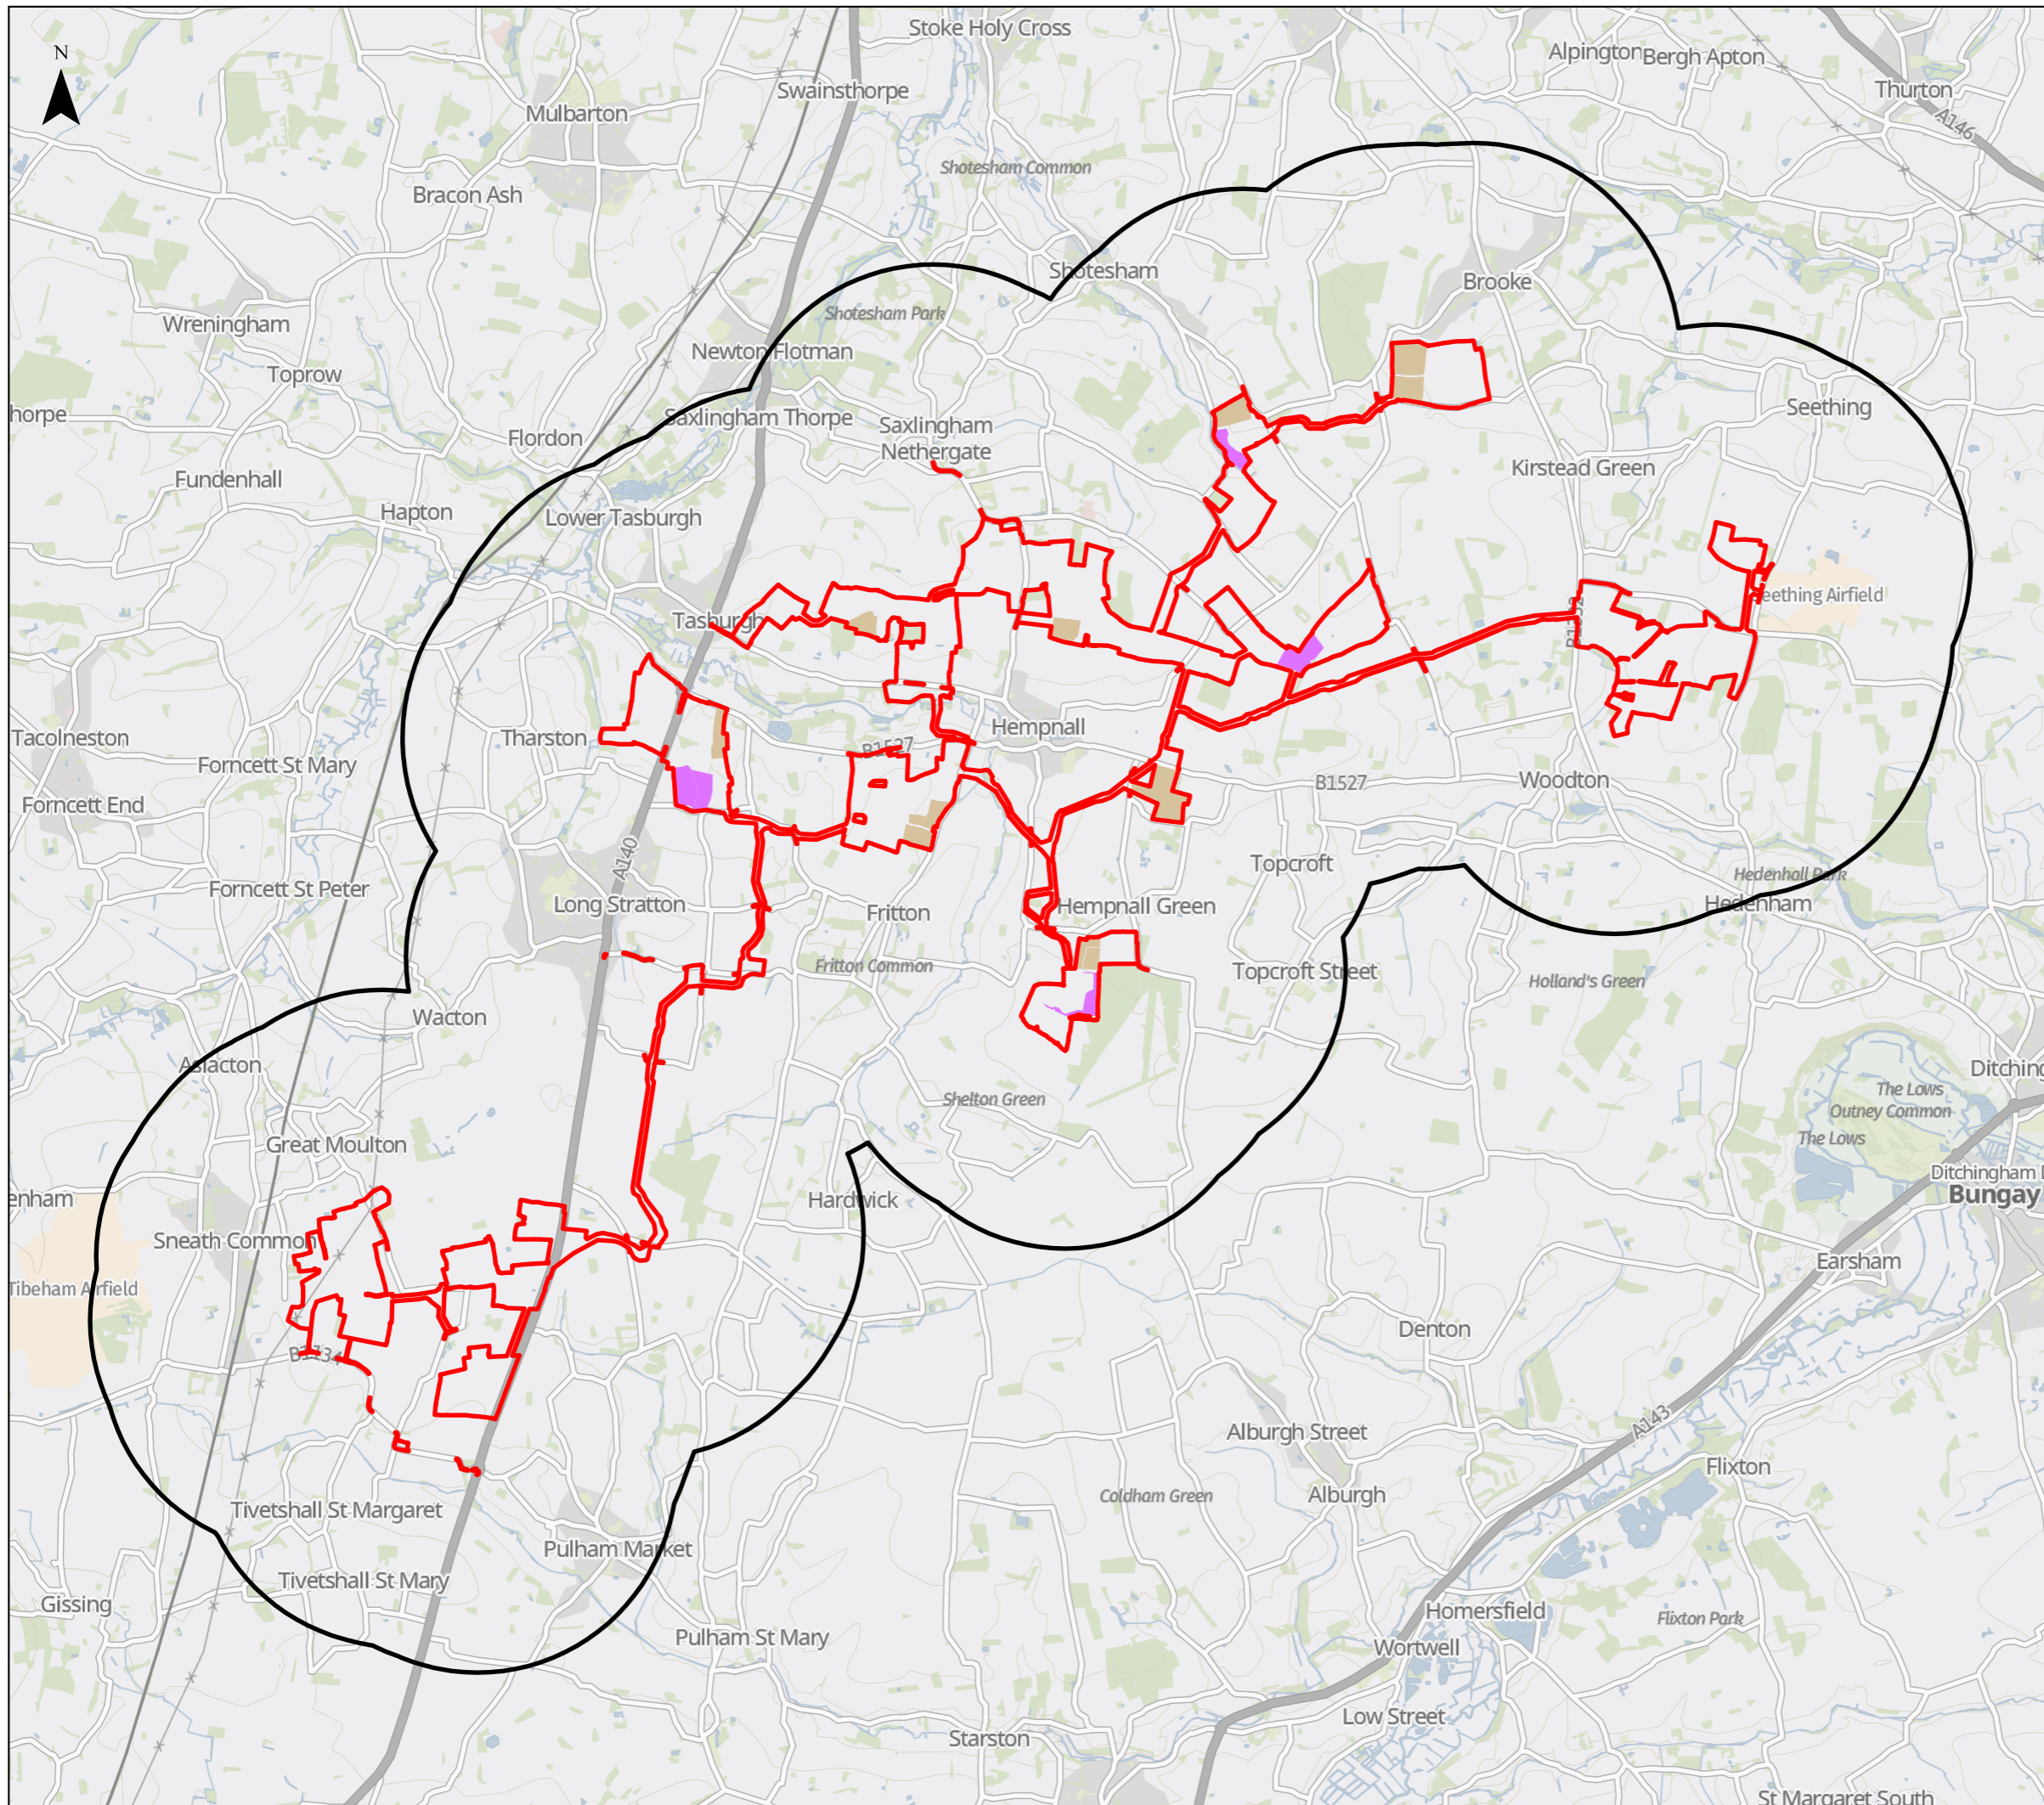 Stoke Holy Cross
Alpington
Bergh Apton
N
Swainsthorpe
Thurton
Mulbarton
A146
Shotesham Common
Bracon Ash
Shotesham
Brooke
Shotesham Park
Wreningham
Newton Flotman
Toprow
Seething
horpe
Saxlingham Thorpe
Saxlingham
Nethergate
Flordon
Kirstead Green
Fundenhall
Hapton
Lower Tasburgh
Seething Airfield
Tasburgh
B1332
Hempnall
Tacolneston
Tharston
B1527
Forncett St Mary
Woodton
B1527
Forncett End
A140
Topcroft
Hedenhall Park
Forncett St Peter
Long Stratton
Hempnall Green
Hedenham
Fritton
Fritton Common
Topcroft Street
Holland's Green
Wacton
Aslacton
Ditching
The Lows
Shelton Green
Outney Common
The Lows
Great Moulton
Ditchingham
Bungay
enham
Hardwick
Sneath Common
Earsham
Tibeham Airfield
Denton
B1134
A143
Alburgh Street
Flixton
Coldham Green
Alburgh
Tivetshall St Margaret
Pulham Market
Tivetshall St Mary
Gissing
Homersfield
Flixton Park
Pulham St Mary
Wortwell
Low Street
Starston
St Margaret South